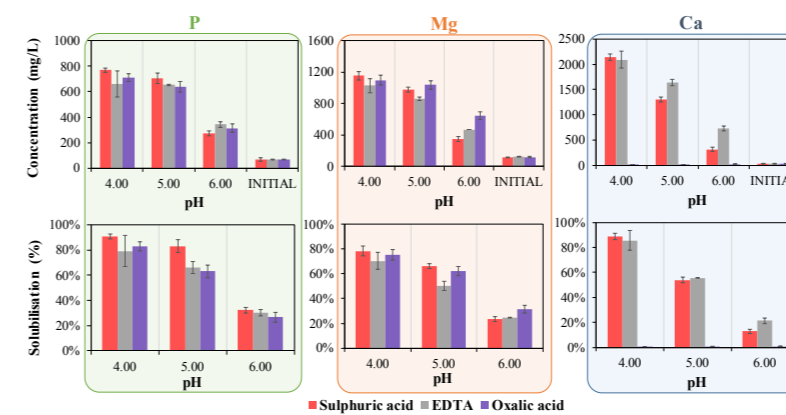 P
Mg
Ca
Concentration (mg/L)
1000
800
600
400
200
0
4.00 5.00 6.00 INITIAL
pH
1600
1200
800
400
0
4.00 5.00 6.00 INITIAL
pH
2500
2000
1500
1000
500
0
4.00 5.00 6.00 INITIA
pH
Solubilisation (%)
100%
80%
60%
40%
20%
0%
4.00 5.00 6.00
pH
100%
80%
60%
40%
20%
0%
4.00 5.00 6.00
pH
100%
80%
60%
40%
20%
0%
4.00 5.00 6.00
pH
Sulphuric acid EDTA Oxalic acid